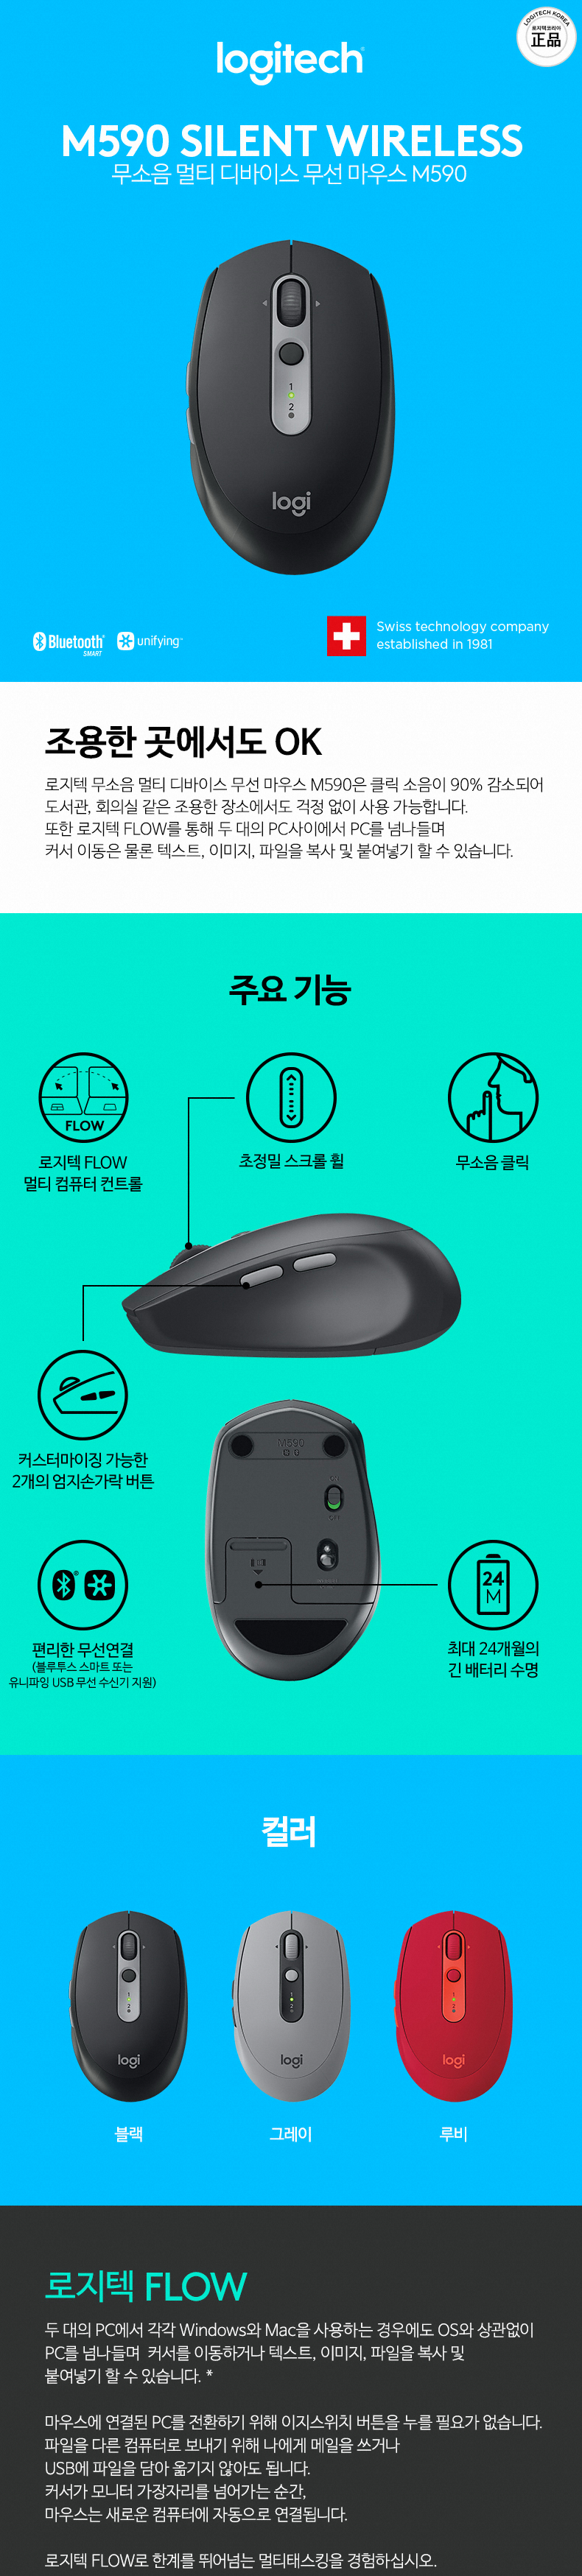 LOGITECH KOREA
로지텍코리아
正品
logitech
M590 SILENT WIRELESS
무소음 멀티 디바이스 무선 마우스 M590
1
2
logi
Bluetooth
SMART
unifying
Swiss technology company
established in 1981
조용한 곳에서도 OK
로지텍 무소음 멀티 디바이스 무선 마우스 M590은 클릭 소음이 90% 감소되어
도서관, 회의실 같은 조용한 장소에서도 걱정 없이 사용 가능합니다.
또한 로지텍 FLOW를 통해 두 대의 PC사이에서 PC를 넘나들며
커서 이동은 물론 텍스트, 이미지, 파일을 복사 및 붙여넣기 할 수 있습니다.
주요 기능
FLOW
로지텍 FLOW
멀티 컴퓨터 컨트롤
초정밀 스크롤 휠
무소음 클릭
커스터마이징 가능한
2개의 엄지손가락 버튼
M590
편리한 무선연결
(블루투스 스마트 또는
유니파잉 USB 무선 수신기 지원)
24
M
최대 24개월의
긴 배터리 수명
컬러
1
2
logi
1
2
logi
1
2
logi
블랙
그레이
루비
로지텍 FLOW
두 대의 PC에서 각각 Windows와 Mac을 사용하는 경우에도 OS와 상관없이
PC를 넘나들며 커서를 이동하거나 텍스트, 이미지, 파일을 복사 및
붙여넣기 할 수 있습니다. *
마우스에 연결된 PC를 전환하기 위해 이지스위치 버튼을 누를 필요가 없습니다.
파일을 다른 컴퓨터로 보내기 위해 나에게 메일을 쓰거나
USB에 파일을 담아 옮기지 않아도 됩니다.
커서가 모니터 가장자리를 넘어가는 순간,
마우스는 새로운 컴퓨터에 자동으로 연결됩니다.
로지텍 FLOW로 한계를 뛰어넘는 멀티태스킹을 경험하십시오.